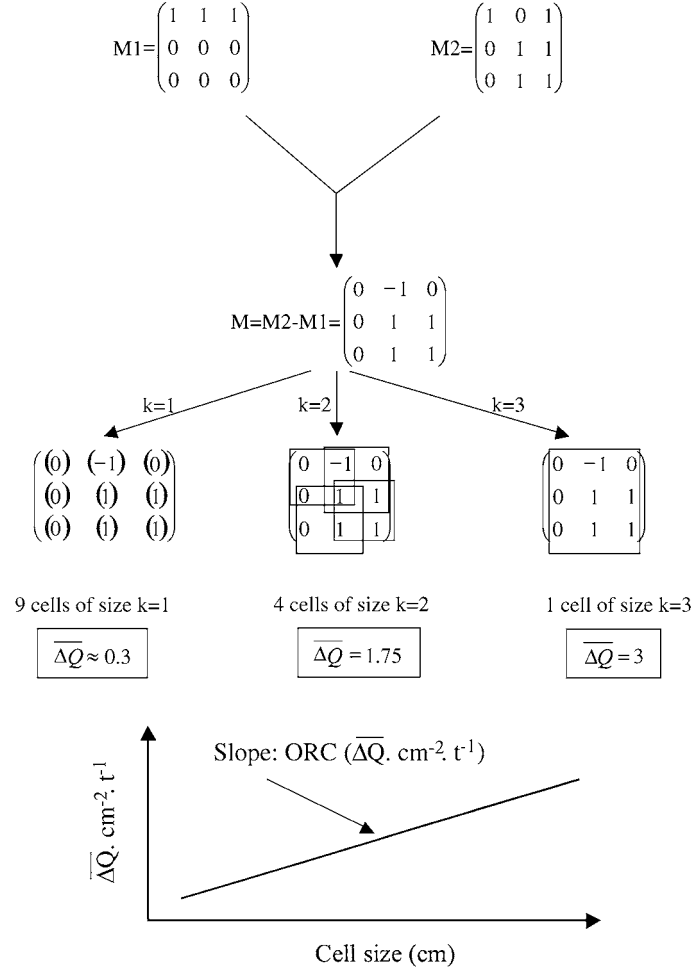 M1= (1 1 1 M2= (1 0 1
0 0 0 0 1 1
0 0 0) 0 1 1)
M=M2-M1= (0 −1 0
0 1 1
0 1 1)
k=1 k=2 k=3
((0) (−1) (0) (0 −1 0 (0 −1 0
(0) (1) (1) 0 1 1 0 1 1
(0) (1) (1)) 0 1 1) 0 1 1)
9 cells of size k=1 4 cells of size k=2 1 cell of size k=3
ΔQ̅ ≈ 0.3 ΔQ̅ = 1.75 ΔQ̅ = 3
Slope: ORC (ΔQ̅. cm⁻². t⁻¹)
ΔQ̅. cm⁻². t⁻¹
Cell size (cm)